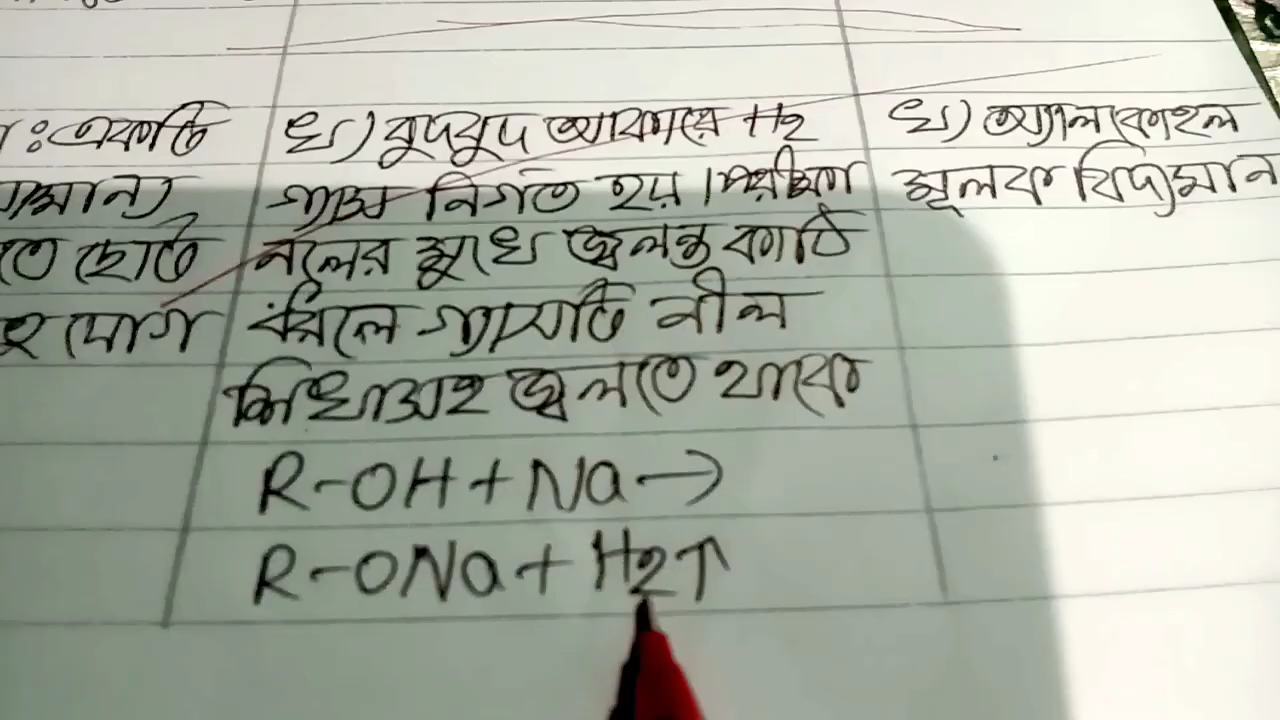 ঃ একটি
খ) বুদবুদ আকারে H2
গ্যাস নির্গত হয়। পরীক্ষা
নলের মুখে জ্বলন্ত কাঠি
ধরিলে গ্যাসটি নীল
শিখাসহ জ্বলতে থাকে
R-OH + Na →
R-ONa + H2↑
খ) অ্যালকোহল
মূলক বিদ্যমান
তে ছোট
যোগ